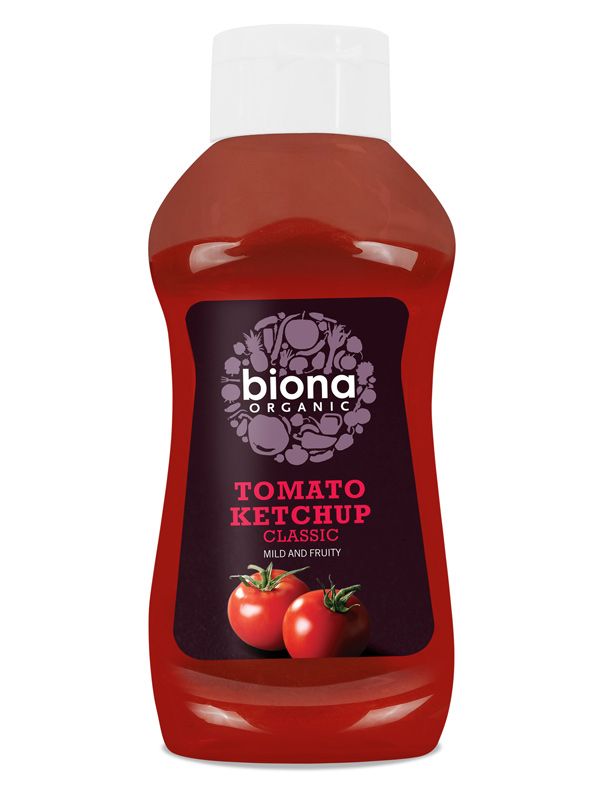 biona
ORGANIC
TOMATO
KETCHUP
CLASSIC
MILD AND FRUITY